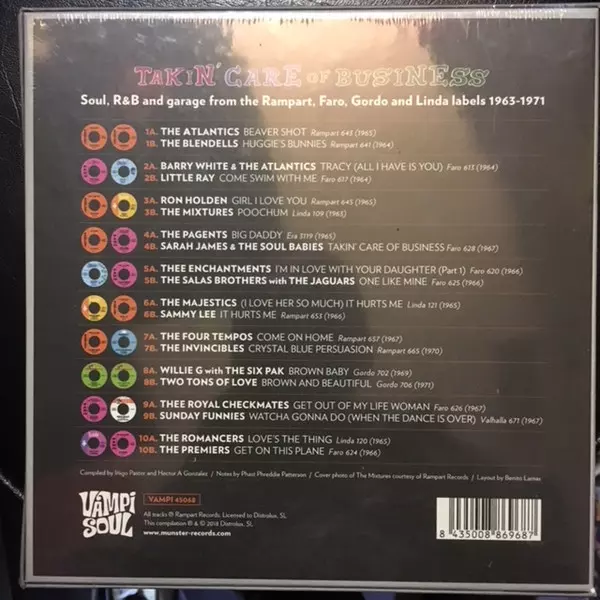 TAKIN' CARE OF BUSINESS
Soul, R&B and garage from the Rampart, Faro, Gordo and Linda labels 1963-1971
1A. THE ATLANTICS BEAVER SHOT Rampart 643 (1965)
1B. THE BLENDELLS HUGGIE'S BUNNIES Rampart 641 (1964)
2A. BARRY WHITE & THE ATLANTICS TRACY (ALL I HAVE IS YOU) Faro 613 (1964)
2B. LITTLE RAY COME SWIM WITH ME Faro 617 (1964)
3A. RON HOLDEN GIRL I LOVE YOU Rampart 645 (1965)
3B. THE MIXTURES POOCHUM Linda 109 (1963)
4A. THE PAGENTS BIG DADDY Era 3119 (1965)
4B. SARAH JAMES & THE SOUL BABIES TAKIN' CARE OF BUSINESS Faro 628 (1967)
5A. THEE ENCHANTMENTS I'M IN LOVE WITH YOUR DAUGHTER (Part 1) Faro 620 (1966)
5B. THE SALAS BROTHERS with THE JAGUARS ONE LIKE MINE Faro 625 (1966)
6A. THE MAJESTICS (I LOVE HER SO MUCH) IT HURTS ME Linda 121 (1965)
6B. SAMMY LEE IT HURTS ME Rampart 653 (1966)
7A. THE FOUR TEMPOS COME ON HOME Rampart 657 (1967)
7B. THE INVINCIBLES CRYSTAL BLUE PERSUASION Rampart 665 (1970)
8A. WILLIE G with THE SIX PAK BROWN BABY Gordo 702 (1969)
8B. TWO TONS OF LOVE BROWN AND BEAUTIFUL Gordo 706 (1971)
9A. THEE ROYAL CHECKMATES GET OUT OF MY LIFE WOMAN Faro 626 (1967)
9B. SUNDAY FUNNIES WATCHA GONNA DO (WHEN THE DANCE IS OVER) Valhalla 671 (1967)
10A. THE ROMANCERS LOVE'S THE THING Linda 120 (1965)
10B. THE PREMIERS GET ON THIS PLANE Faro 624 (1966)
Compiled by Iñigo Pastor and Hector A Gonzalez / Notes by Phast Phreddie Patterson / Cover photo of The Mixtures courtesy of Rampart Records / Layout by Benito Lamas
VAMPI SOUL
VAMPI 45068
All tracks ℗ Rampart Records. Licensed to Distrolux, SL
This compilation ℗ & © 2018 Distrolux, SL
www.munster-records.com
8 435008 869687